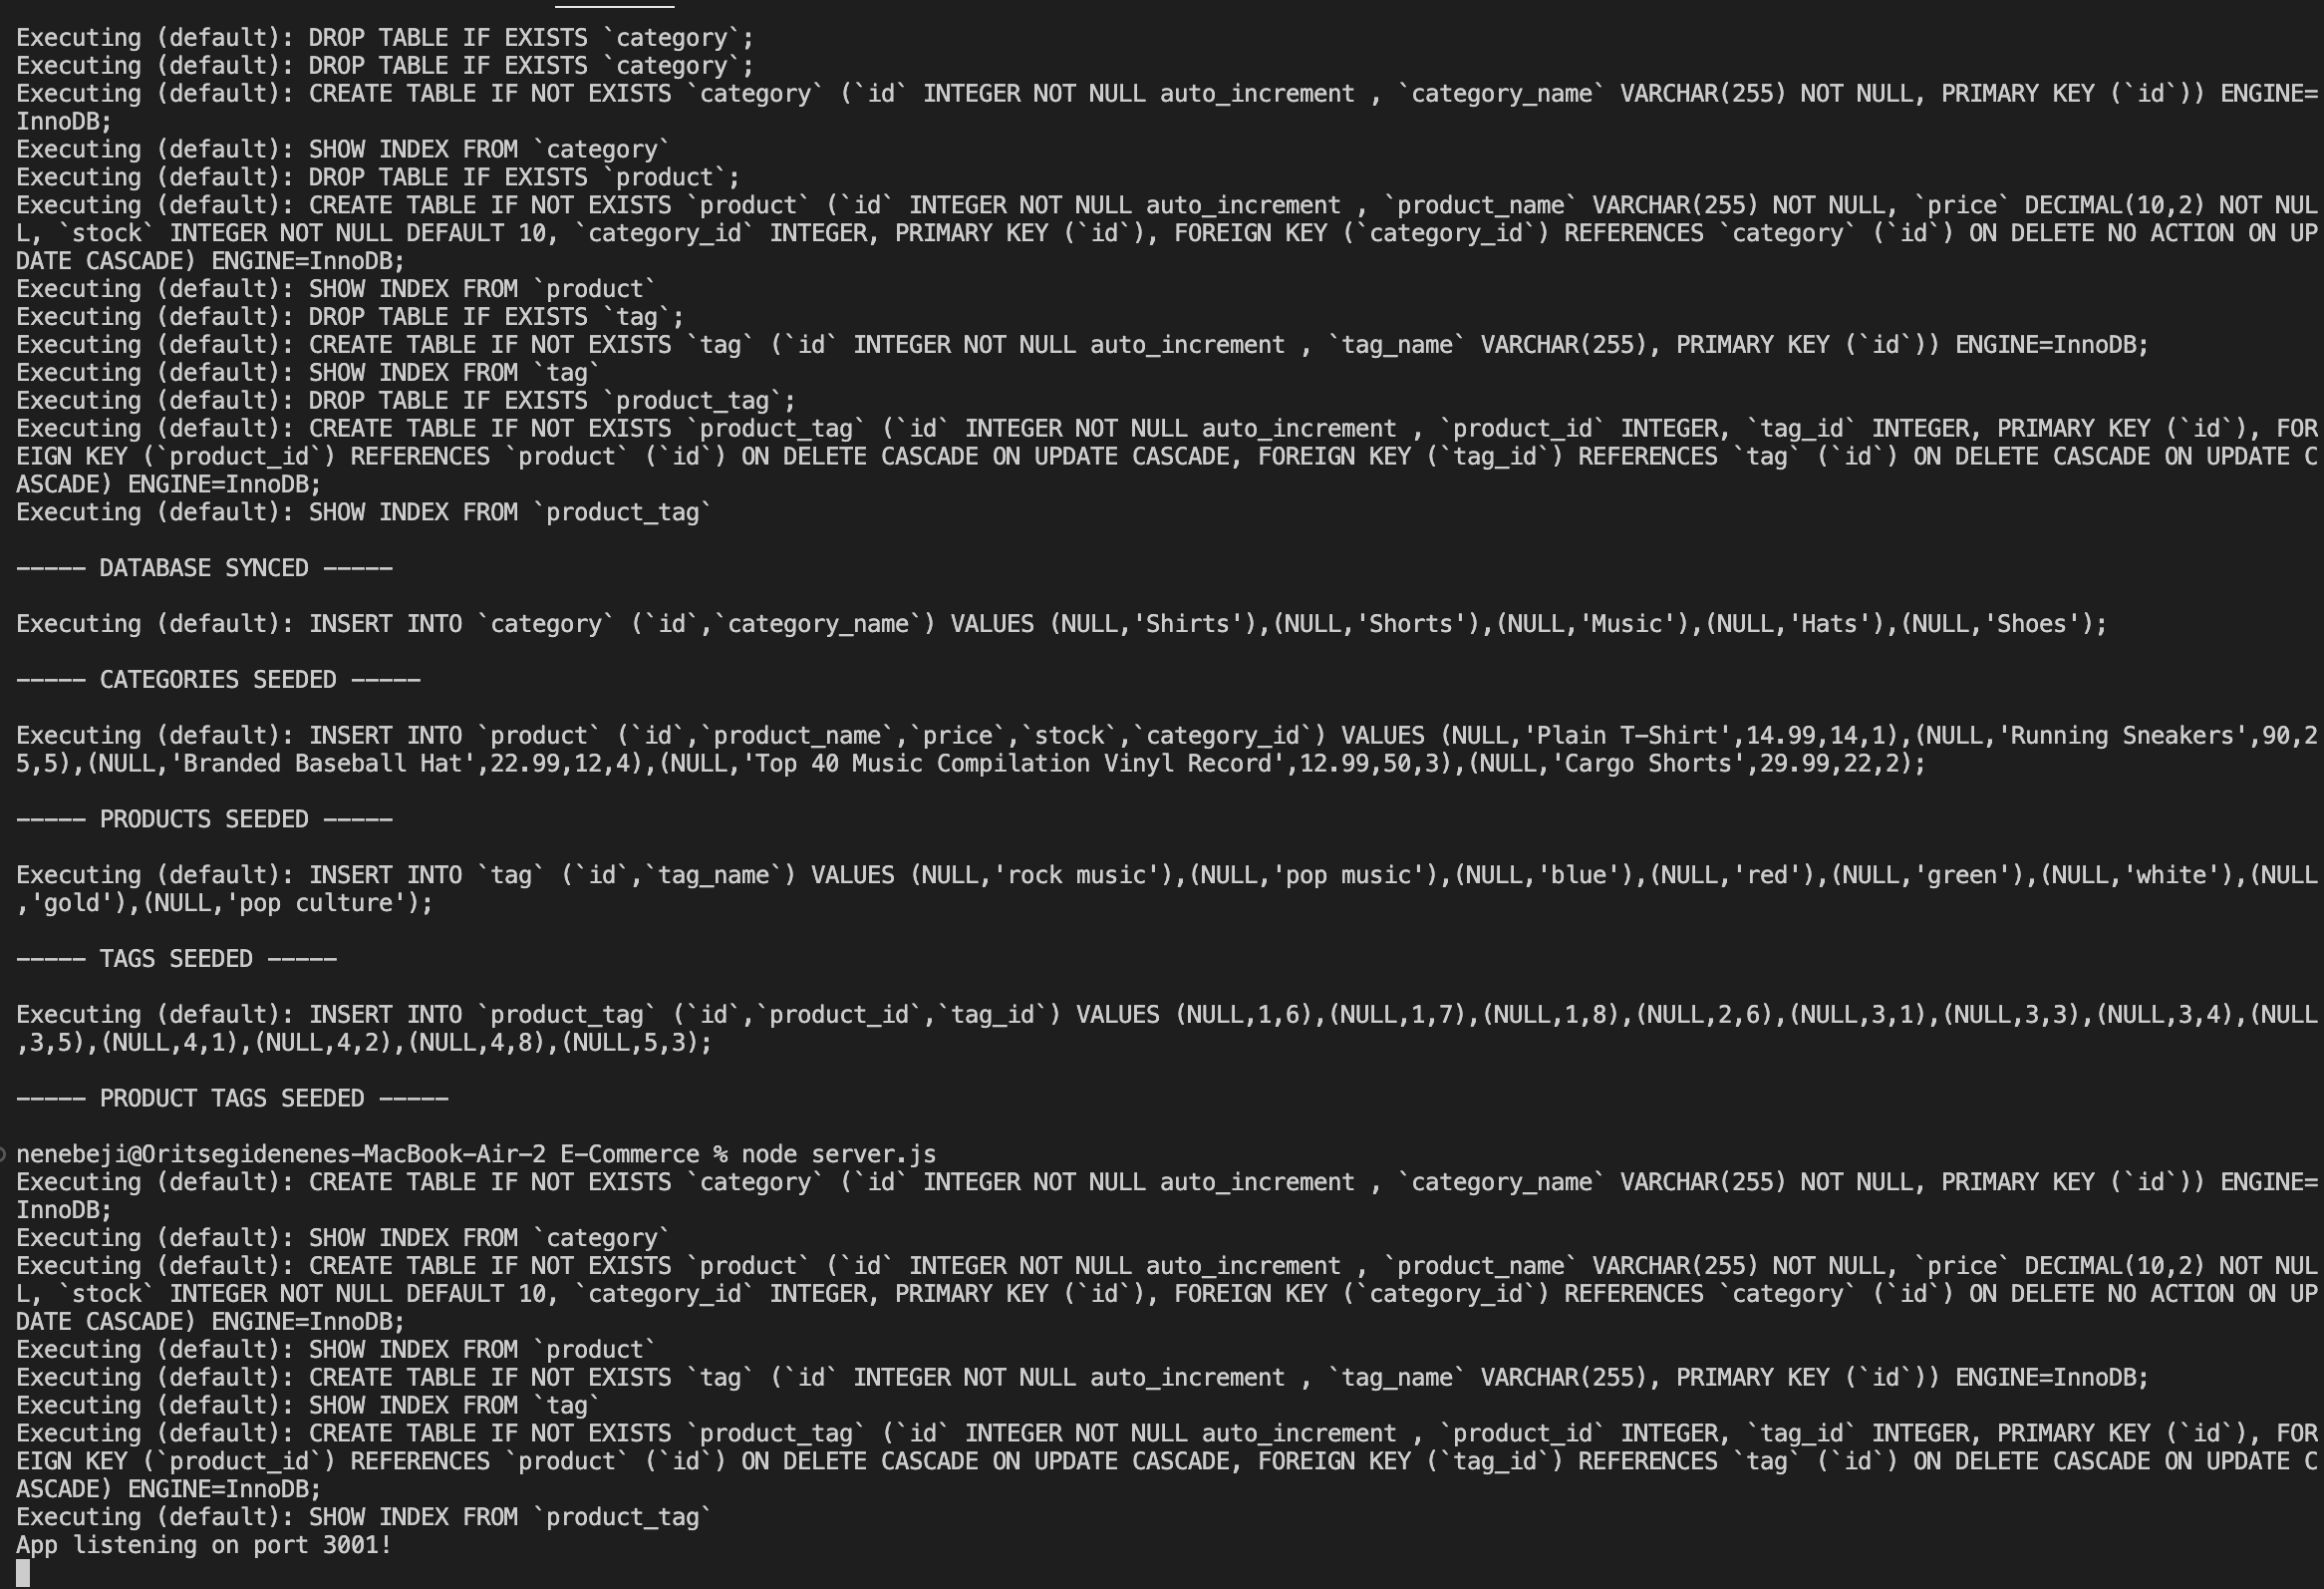 Executing (default): DROP TABLE IF EXISTS `category`;
Executing (default): DROP TABLE IF EXISTS `category`;
Executing (default): CREATE TABLE IF NOT EXISTS `category` (`id` INTEGER NOT NULL auto_increment , `category_name` VARCHAR(255) NOT NULL, PRIMARY KEY (`id`)) ENGINE=
InnoDB;
Executing (default): SHOW INDEX FROM `category`
Executing (default): DROP TABLE IF EXISTS `product`;
Executing (default): CREATE TABLE IF NOT EXISTS `product` (`id` INTEGER NOT NULL auto_increment , `product_name` VARCHAR(255) NOT NULL, `price` DECIMAL(10,2) NOT NUL
L, `stock` INTEGER NOT NULL DEFAULT 10, `category_id` INTEGER, PRIMARY KEY (`id`), FOREIGN KEY (`category_id`) REFERENCES `category` (`id`) ON DELETE NO ACTION ON UP
DATE CASCADE) ENGINE=InnoDB;
Executing (default): SHOW INDEX FROM `product`
Executing (default): DROP TABLE IF EXISTS `tag`;
Executing (default): CREATE TABLE IF NOT EXISTS `tag` (`id` INTEGER NOT NULL auto_increment , `tag_name` VARCHAR(255), PRIMARY KEY (`id`)) ENGINE=InnoDB;
Executing (default): SHOW INDEX FROM `tag`
Executing (default): DROP TABLE IF EXISTS `product_tag`;
Executing (default): CREATE TABLE IF NOT EXISTS `product_tag` (`id` INTEGER NOT NULL auto_increment , `product_id` INTEGER, `tag_id` INTEGER, PRIMARY KEY (`id`), FOR
EIGN KEY (`product_id`) REFERENCES `product` (`id`) ON DELETE CASCADE ON UPDATE CASCADE, FOREIGN KEY (`tag_id`) REFERENCES `tag` (`id`) ON DELETE CASCADE ON UPDATE C
ASCADE) ENGINE=InnoDB;
Executing (default): SHOW INDEX FROM `product_tag`
----- DATABASE SYNCED -----
Executing (default): INSERT INTO `category` (`id`,`category_name`) VALUES (NULL,'Shirts'),(NULL,'Shorts'),(NULL,'Music'),(NULL,'Hats'),(NULL,'Shoes');
----- CATEGORIES SEEDED -----
Executing (default): INSERT INTO `product` (`id`,`product_name`,`price`,`stock`,`category_id`) VALUES (NULL,'Plain T-Shirt',14.99,14,1),(NULL,'Running Sneakers',90,2
5,5),(NULL,'Branded Baseball Hat',22.99,12,4),(NULL,'Top 40 Music Compilation Vinyl Record',12.99,50,3),(NULL,'Cargo Shorts',29.99,22,2);
----- PRODUCTS SEEDED -----
Executing (default): INSERT INTO `tag` (`id`,`tag_name`) VALUES (NULL,'rock music'),(NULL,'pop music'),(NULL,'blue'),(NULL,'red'),(NULL,'green'),(NULL,'white'),(NULL
,'gold'),(NULL,'pop culture');
----- TAGS SEEDED -----
Executing (default): INSERT INTO `product_tag` (`id`,`product_id`,`tag_id`) VALUES (NULL,1,6),(NULL,1,7),(NULL,1,8),(NULL,2,6),(NULL,3,1),(NULL,3,3),(NULL,3,4),(NULL
,3,5),(NULL,4,1),(NULL,4,2),(NULL,4,8),(NULL,5,3);
----- PRODUCT TAGS SEEDED -----
nenebeji@Oritsegidenenes-MacBook-Air-2 E-Commerce % node server.js
Executing (default): CREATE TABLE IF NOT EXISTS `category` (`id` INTEGER NOT NULL auto_increment , `category_name` VARCHAR(255) NOT NULL, PRIMARY KEY (`id`)) ENGINE=
InnoDB;
Executing (default): SHOW INDEX FROM `category`
Executing (default): CREATE TABLE IF NOT EXISTS `product` (`id` INTEGER NOT NULL auto_increment , `product_name` VARCHAR(255) NOT NULL, `price` DECIMAL(10,2) NOT NUL
L, `stock` INTEGER NOT NULL DEFAULT 10, `category_id` INTEGER, PRIMARY KEY (`id`), FOREIGN KEY (`category_id`) REFERENCES `category` (`id`) ON DELETE NO ACTION ON UP
DATE CASCADE) ENGINE=InnoDB;
Executing (default): SHOW INDEX FROM `product`
Executing (default): CREATE TABLE IF NOT EXISTS `tag` (`id` INTEGER NOT NULL auto_increment , `tag_name` VARCHAR(255), PRIMARY KEY (`id`)) ENGINE=InnoDB;
Executing (default): SHOW INDEX FROM `tag`
Executing (default): CREATE TABLE IF NOT EXISTS `product_tag` (`id` INTEGER NOT NULL auto_increment , `product_id` INTEGER, `tag_id` INTEGER, PRIMARY KEY (`id`), FOR
EIGN KEY (`product_id`) REFERENCES `product` (`id`) ON DELETE CASCADE ON UPDATE CASCADE, FOREIGN KEY (`tag_id`) REFERENCES `tag` (`id`) ON DELETE CASCADE ON UPDATE C
ASCADE) ENGINE=InnoDB;
Executing (default): SHOW INDEX FROM `product_tag`
App listening on port 3001!